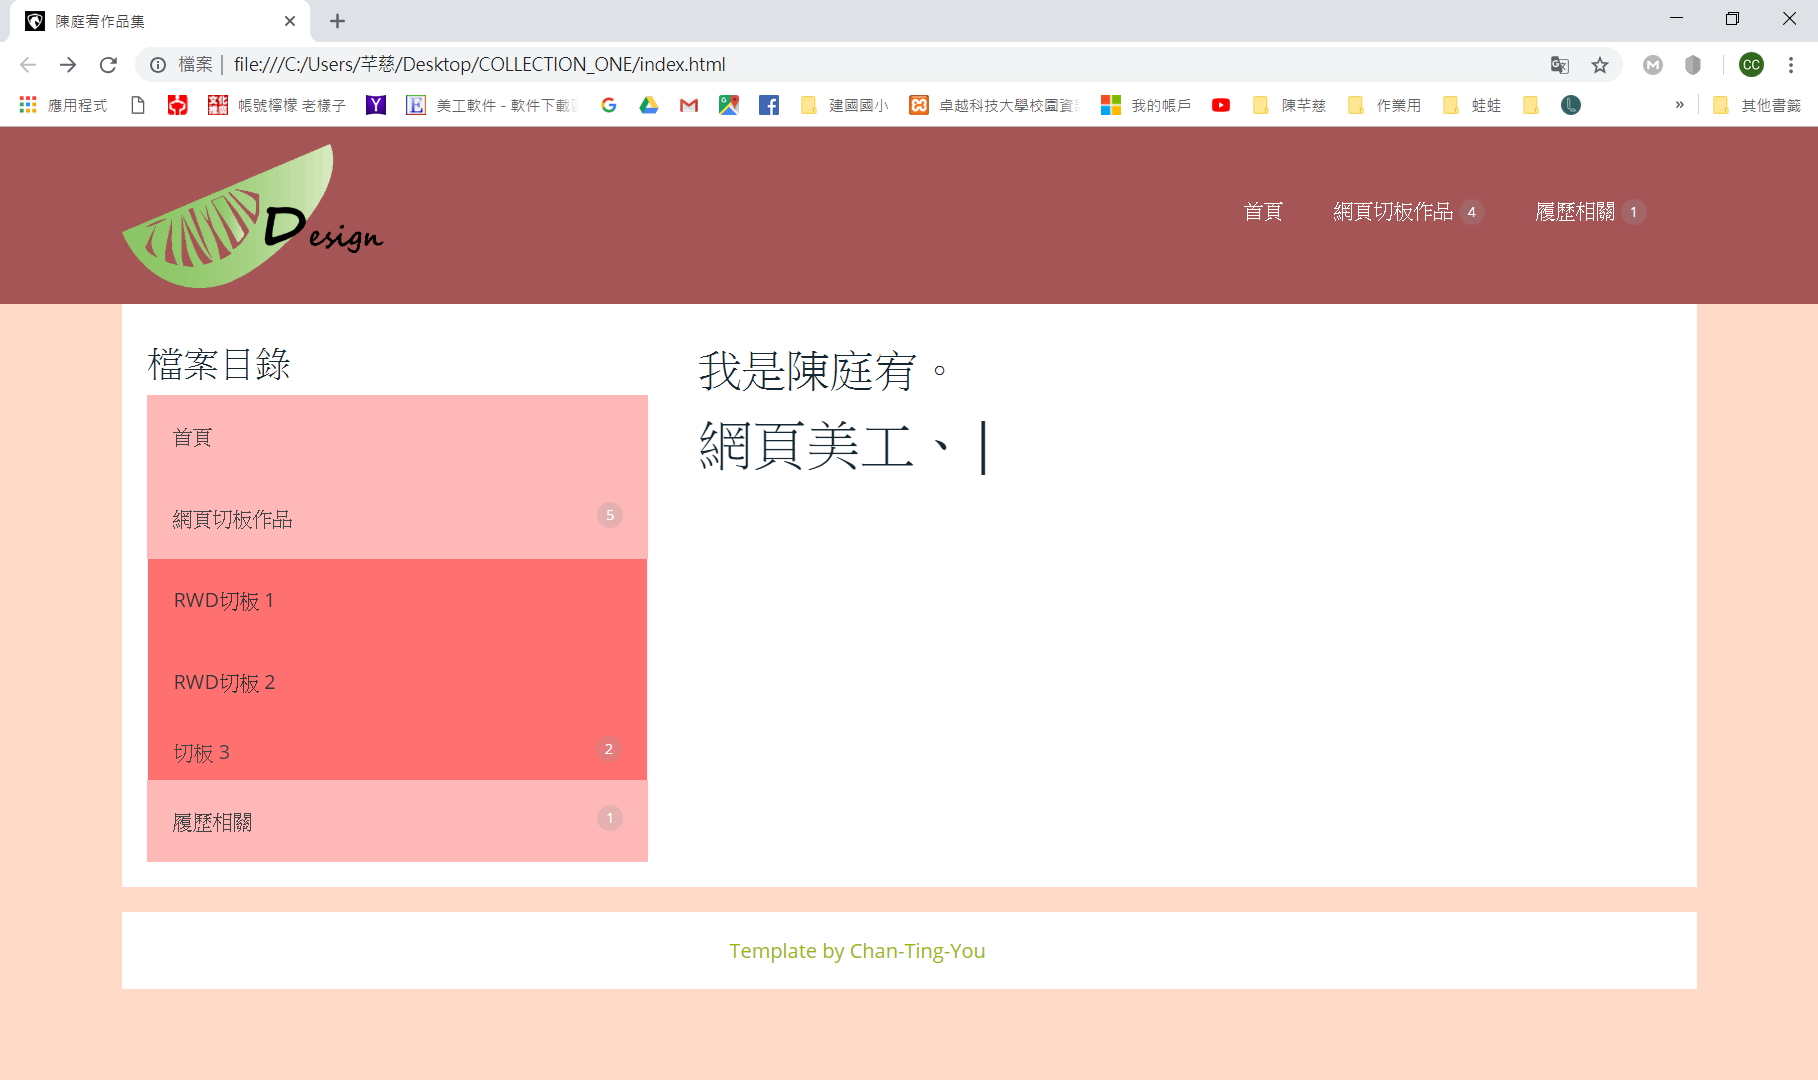 陳庭宥作品集
檔案 | file:///C:/Users/芊慈/Desktop/COLLECTION_ONE/index.html
CC
應用程式 帳號檸檬 老樣子 美工軟件 - 軟件下載 建國國小 卓越科技大學校園資 我的帳戶 陳芊慈 作業用 蛙蛙 » 其他書籤
Design
首頁 網頁切板作品 4 履歷相關 1
檔案目錄
首頁
網頁切板作品 5
RWD切板 1
RWD切板 2
切板 3 2
履歷相關 1
我是陳庭宥。
網頁美工、|
Template by Chan-Ting-You